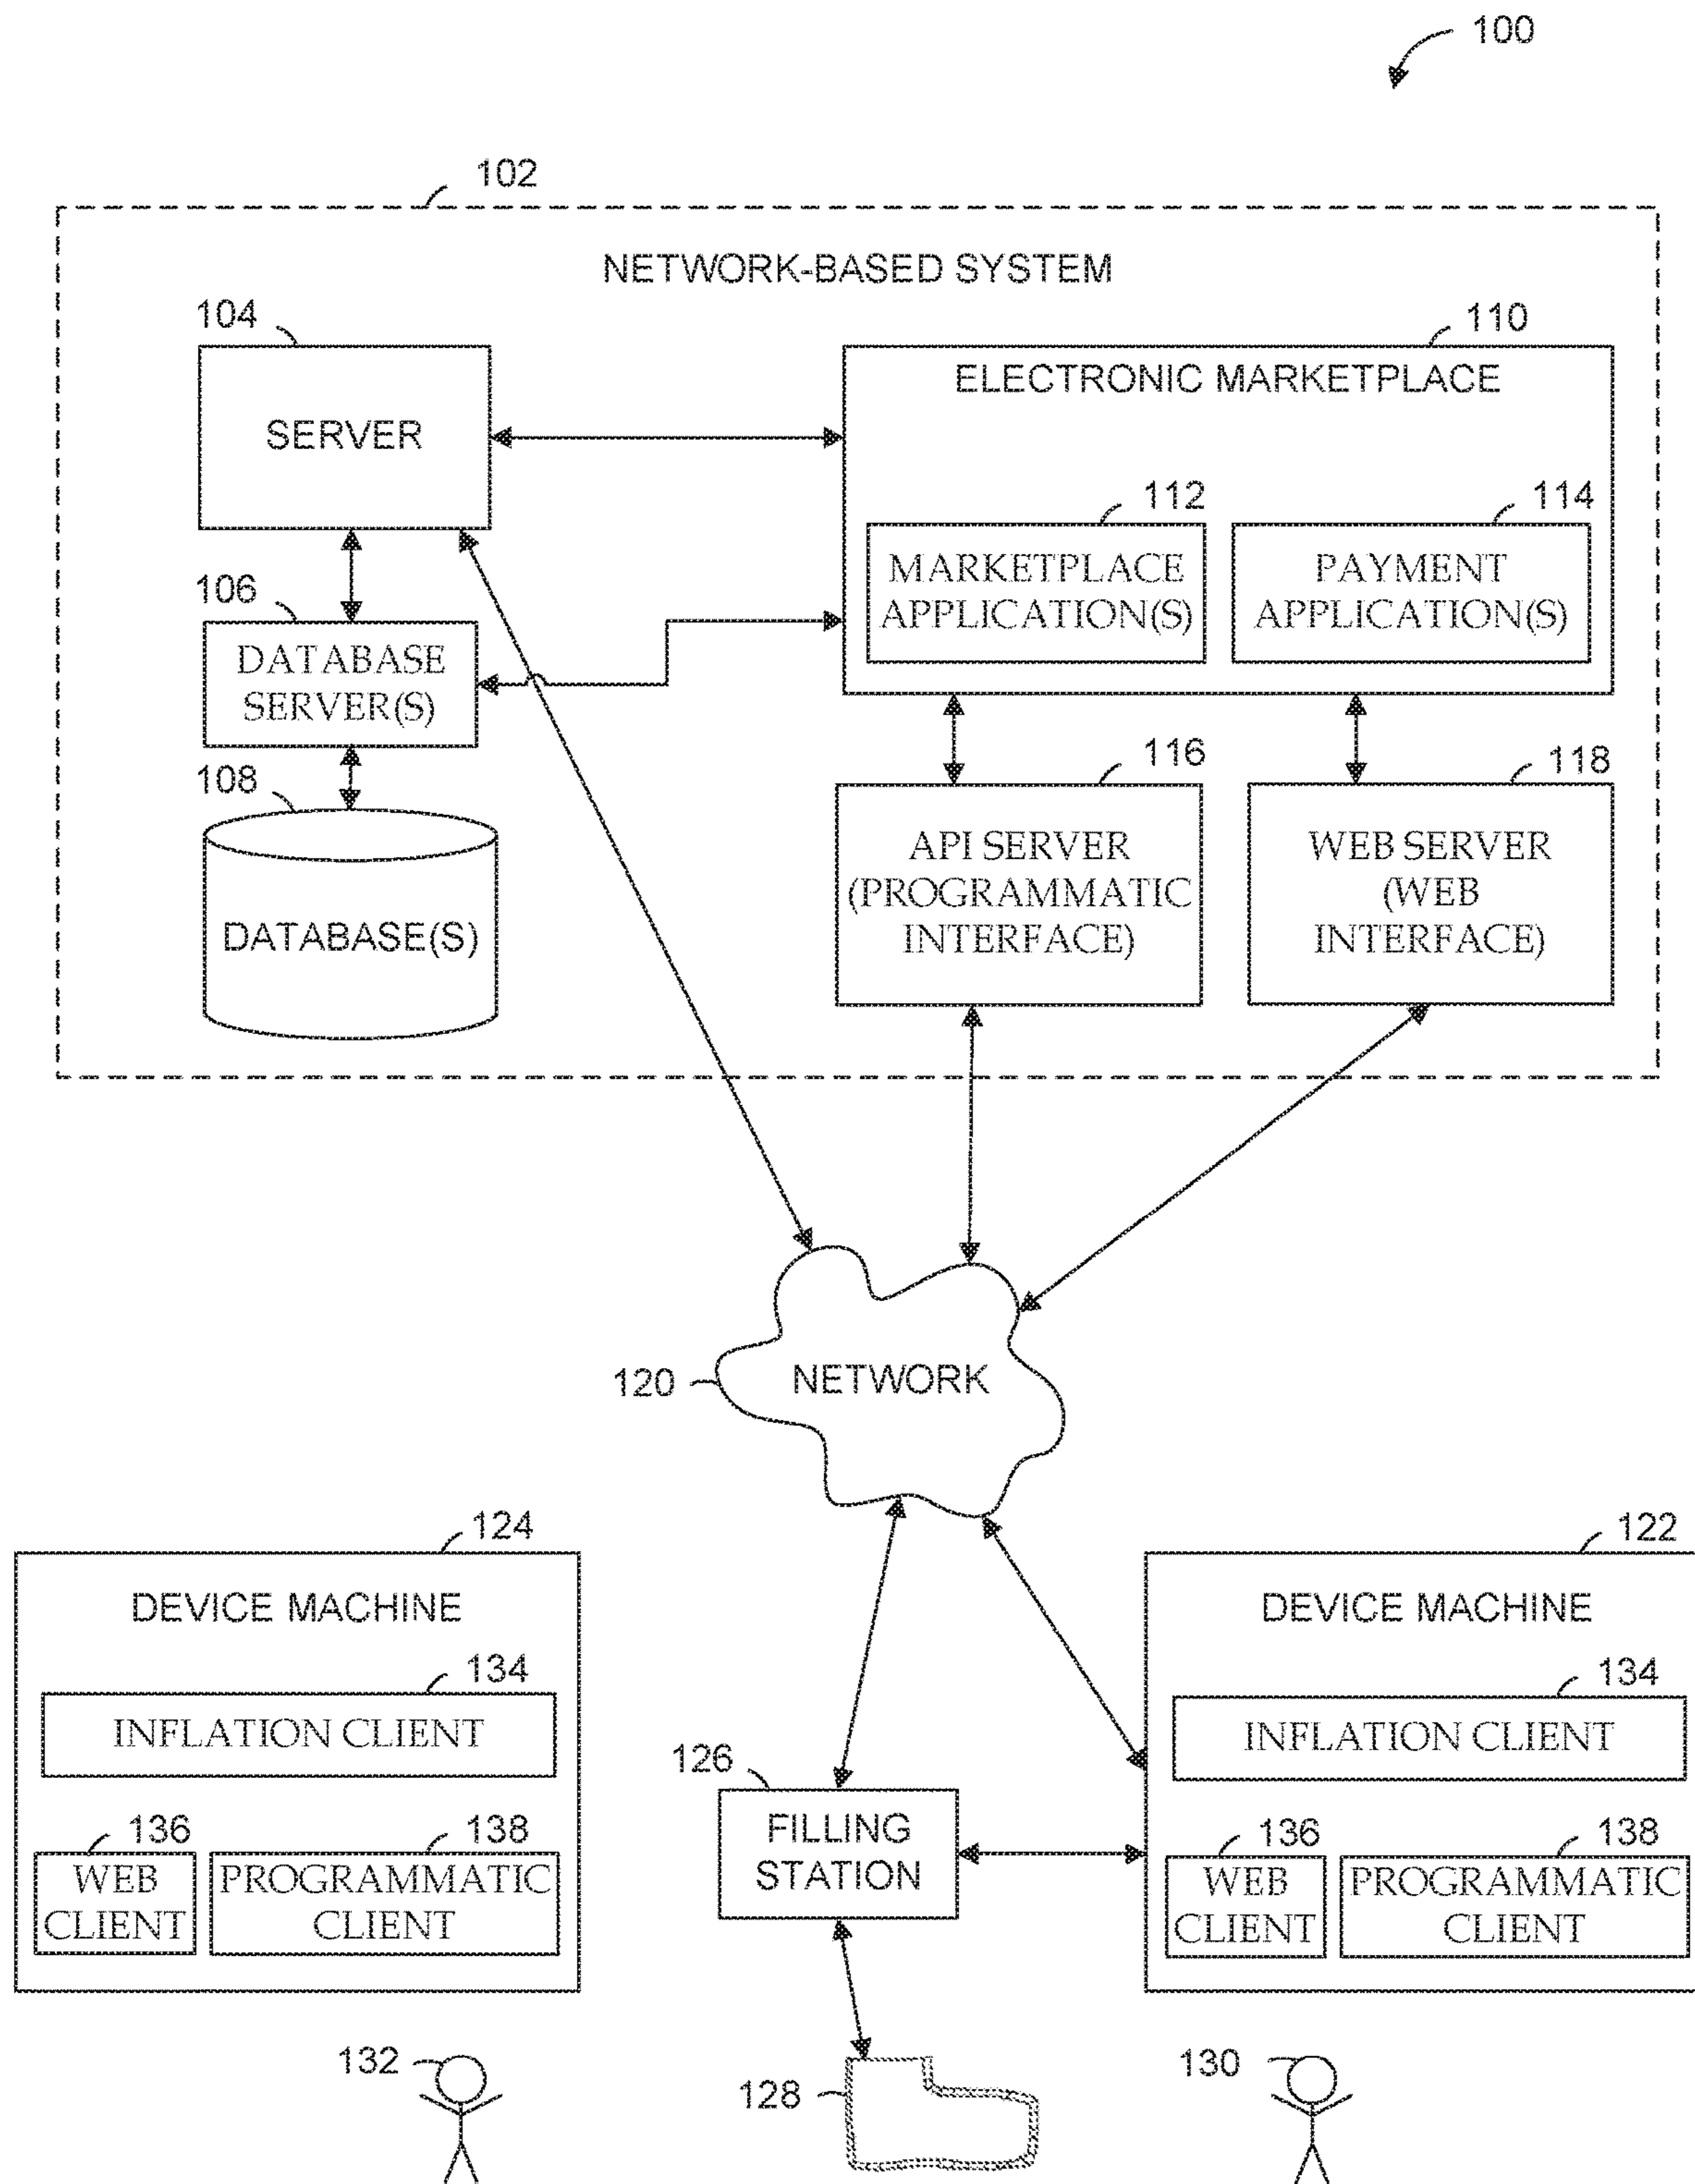 100
102
NETWORK-BASED SYSTEM
104
SERVER
110
ELECTRONIC MARKETPLACE
112
MARKETPLACE
APPLICATION(S)
114
PAYMENT
APPLICATION(S)
106
DATABASE
SERVER(S)
108
DATABASE(S)
116
API SERVER
(PROGRAMMATIC
INTERFACE)
118
WEB SERVER
(WEB
INTERFACE)
120
NETWORK
124
DEVICE MACHINE
134
INFLATION CLIENT
136
WEB
CLIENT
138
PROGRAMMATIC
CLIENT
126
FILLING
STATION
122
DEVICE MACHINE
134
INFLATION CLIENT
136
WEB
CLIENT
138
PROGRAMMATIC
CLIENT
132
128
130